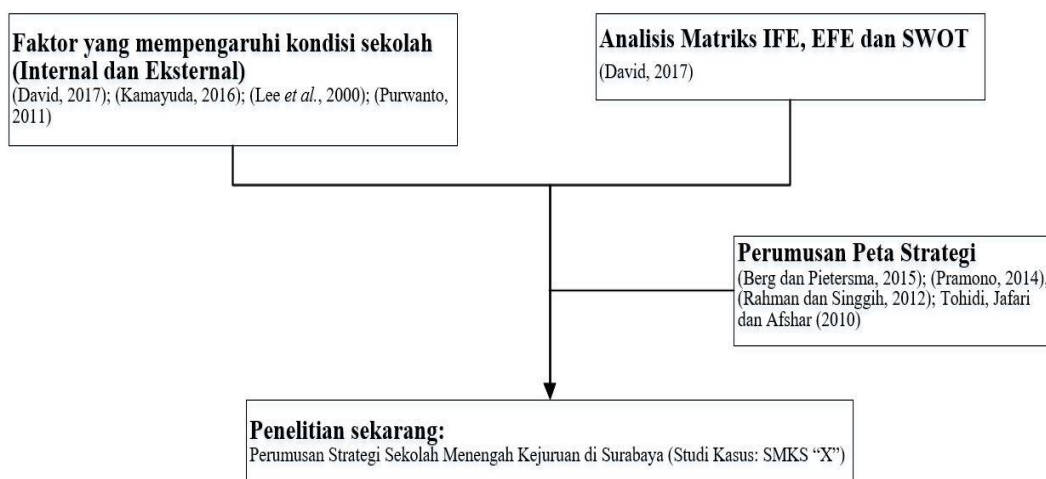 Faktor yang mempengaruhi kondisi sekolah
(Internal dan Eksternal)
(David, 2017); (Kamayuda, 2016); (Lee et al., 2000); (Purwanto,
2011)
Analisis Matriks IFE, EFE dan SWOT
(David, 2017)
Perumusan Peta Strategi
(Berg dan Pietersma, 2015); (Pramono, 2014),
(Rahman dan Singgih, 2012); Tohidi, Jafari
dan Afshar (2010)
Penelitian sekarang:
Perumusan Strategi Sekolah Menengah Kejuruan di Surabaya (Studi Kasus: SMKS “X”)